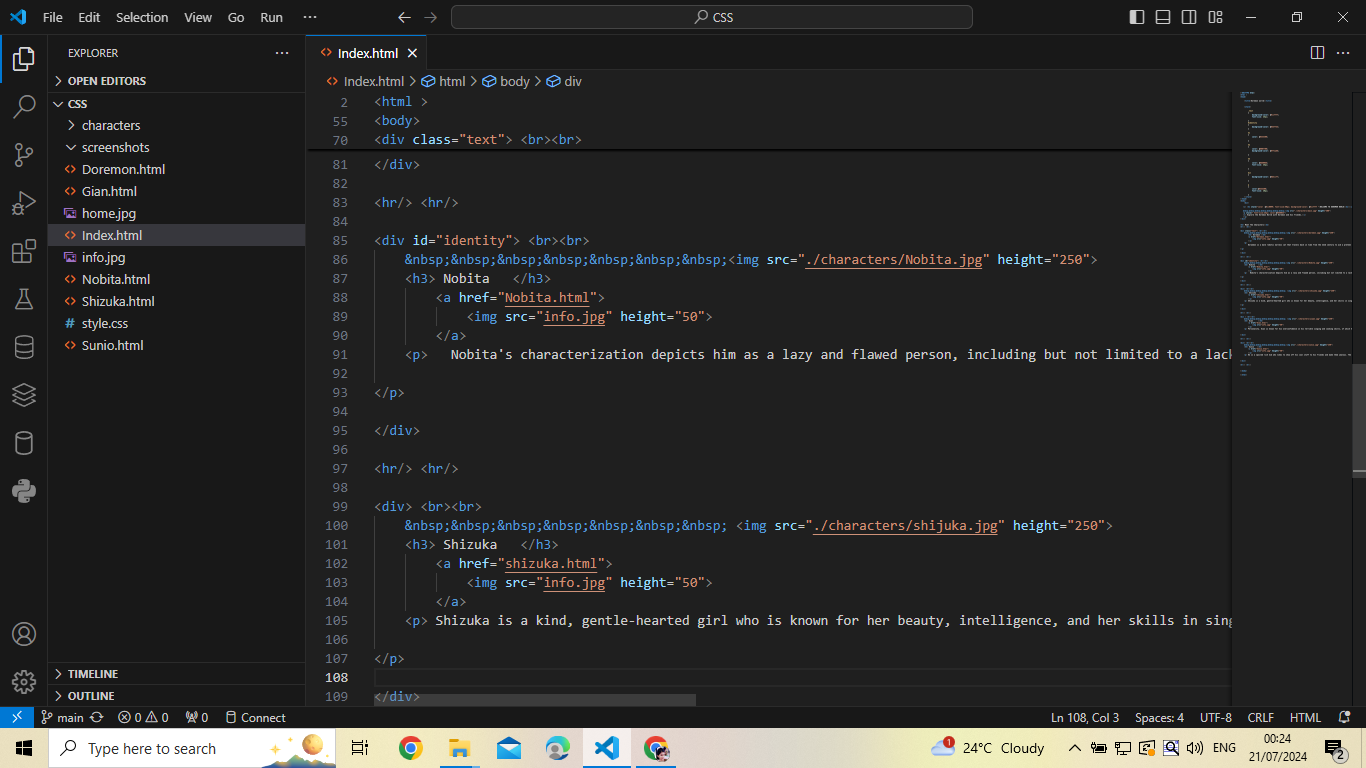 File Edit Selection View Go Run ··· CSS
EXPLORER ···
OPEN EDITORS
CSS
characters
screenshots
Doremon.html
Gian.html
home.jpg
Index.html
info.jpg
Nobita.html
Shizuka.html
style.css
Sunio.html
TIMELINE
OUTLINE
Index.html
Index.html > html > body > div
2 <html >
55 <body>
70 <div class="text"> <br><br>
81 </div>
82
83 <hr/> <hr/>
84
85 <div id="identity"> <br><br>
86 &nbsp;&nbsp;&nbsp;&nbsp;&nbsp;&nbsp;&nbsp;<img src="./characters/Nobita.jpg" height="250">
87 <h3> Nobita </h3>
88 <a href="Nobita.html">
89 <img src="info.jpg" height="50">
90 </a>
91 <p> Nobita's characterization depicts him as a lazy and flawed person, including but not limited to a lack
92
93 </p>
94
95 </div>
96
97 <hr/> <hr/>
98
99 <div> <br><br>
100 &nbsp;&nbsp;&nbsp;&nbsp;&nbsp;&nbsp;&nbsp; <img src="./characters/shijuka.jpg" height="250">
101 <h3> Shizuka </h3>
102 <a href="shizuka.html">
103 <img src="info.jpg" height="50">
104 </a>
105 <p> Shizuka is a kind, gentle-hearted girl who is known for her beauty, intelligence, and her skills in sing
106
107 </p>
108
109 </div>
main 0 0 0 Connect Ln 108, Col 3 Spaces: 4 UTF-8 CRLF HTML
Type here to search 24°C Cloudy ENG 00:24
21/07/2024
1
2